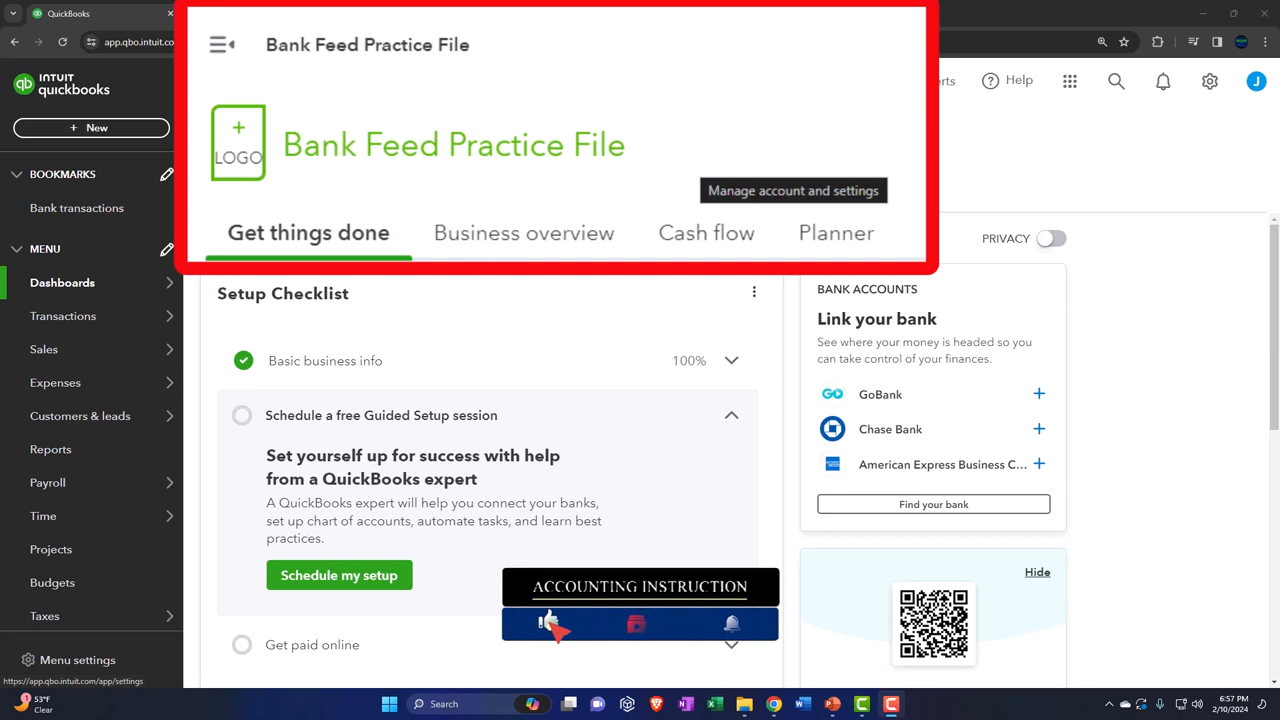 app.qbo.intuit.c
INTUIT
quickbooks
+ New
BOOKMARKS
Bank transactions
MENU
Dashboards
Transactions
Sales
Expenses
Customers & leads
Reports
Payroll
Time
Projects
Budgets
Taxes
Menu settings
https://app.qbo.intuit.com/app/settings
Bank Feed Practice File
+
LOGO
Bank Feed Practice File
Manage account and settings
Get things done Business overview Cash flow Planner
erts Help J
PRIVACY
Setup Checklist
Basic business info 100%
Schedule a free Guided Setup session
Set yourself up for success with help
from a QuickBooks expert
A QuickBooks expert will help you connect your banks,
set up chart of accounts, automate tasks, and learn best
practices.
Schedule my setup
Get paid online
ACCOUNTING INSTRUCTION
BANK ACCOUNTS
Link your bank
See where your money is headed so you
can take control of your finances.
GO GoBank +
Chase Bank +
American Express Business C... +
Find your bank
Hide
53°F
Clear
Search
6:57 PM
2/10/2024